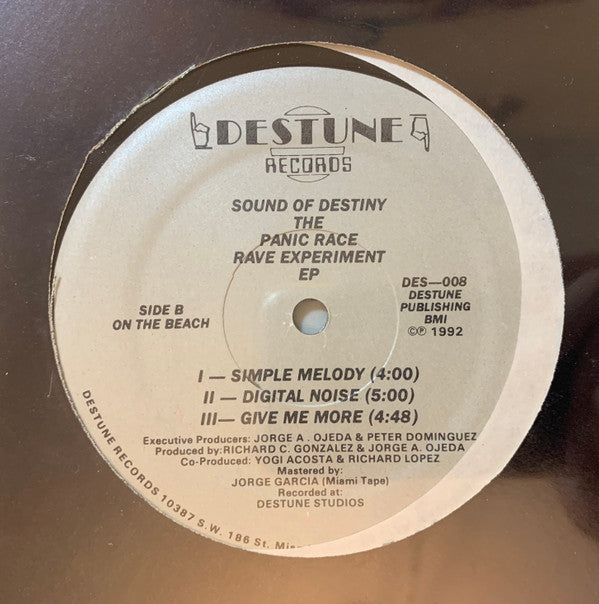 DESTUNE
RECORDS
SOUND OF DESTINY
THE
PANIC RACE
RAVE EXPERIMENT
EP
SIDE B
ON THE BEACH
DES—008
DESTUNE
PUBLISHING
BMI
©℗ 1992
I — SIMPLE MELODY (4:00)
II — DIGITAL NOISE (5:00)
III— GIVE ME MORE (4:48)
Executive Producers: JORGE A . OJEDA & PETER DOMINGUEZ
Produced by:RICHARD C. GONZALEZ & JORGE A. OJEDA
Co-Produced: YOGI ACOSTA & RICHARD LOPEZ
Mastered by:
JORGE GARCIA (Miami Tape)
Recorded at:
DESTUNE STUDIOS
DESTUNE RECORDS 10387 S.W. 186 St.